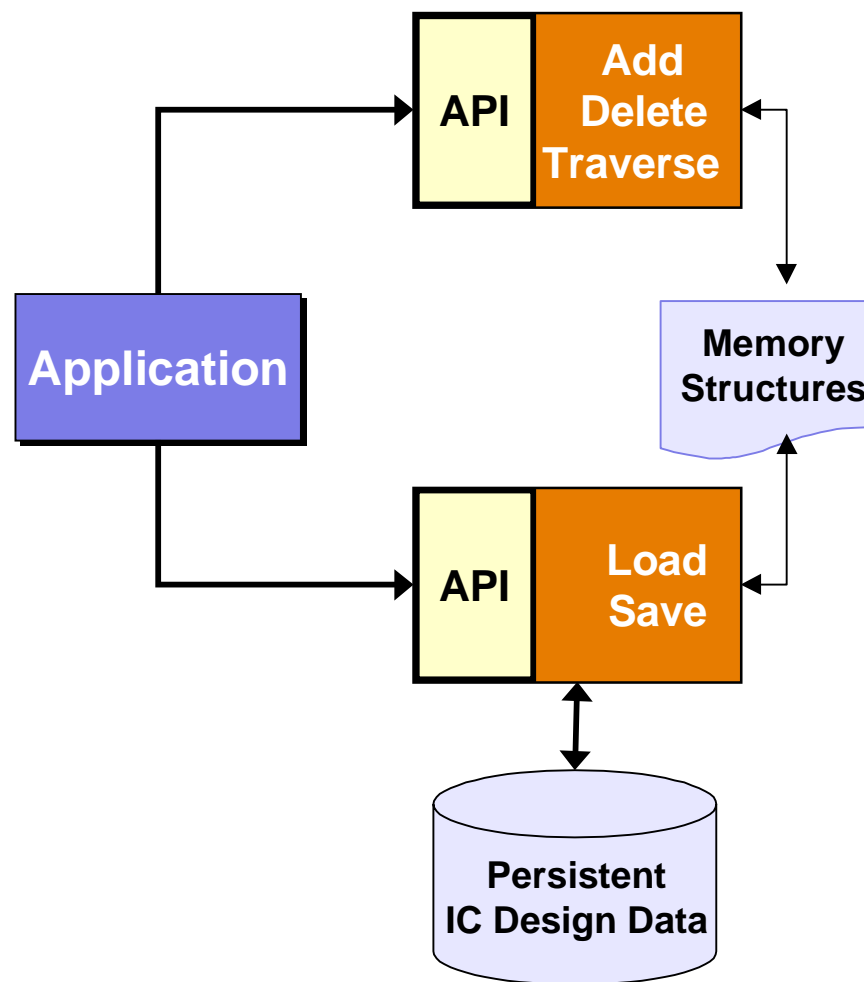 API
Add
Delete
Traverse
Application
Memory
Structures
API
Load
Save
Persistent
IC Design Data